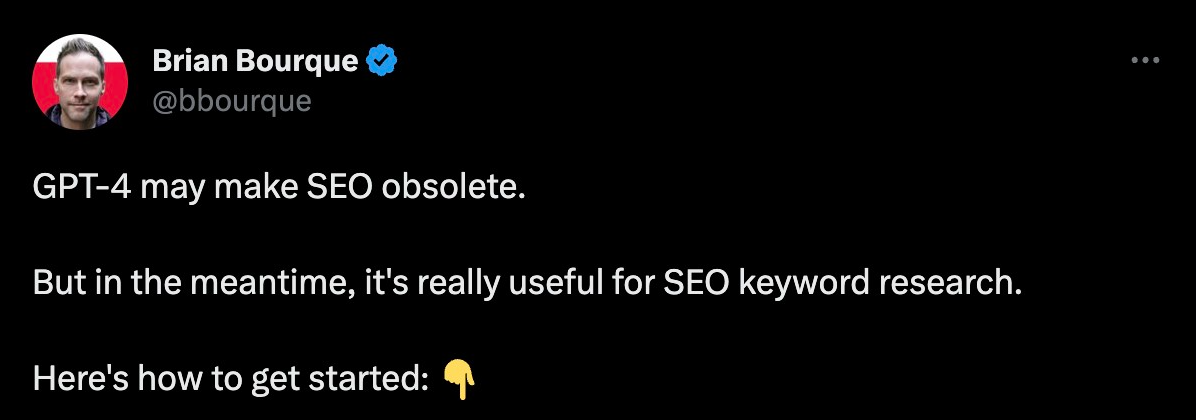 Brian Bourque
@bbourque
GPT-4 may make SEO obsolete.
But in the meantime, it's really useful for SEO keyword research.
Here's how to get started: 👇